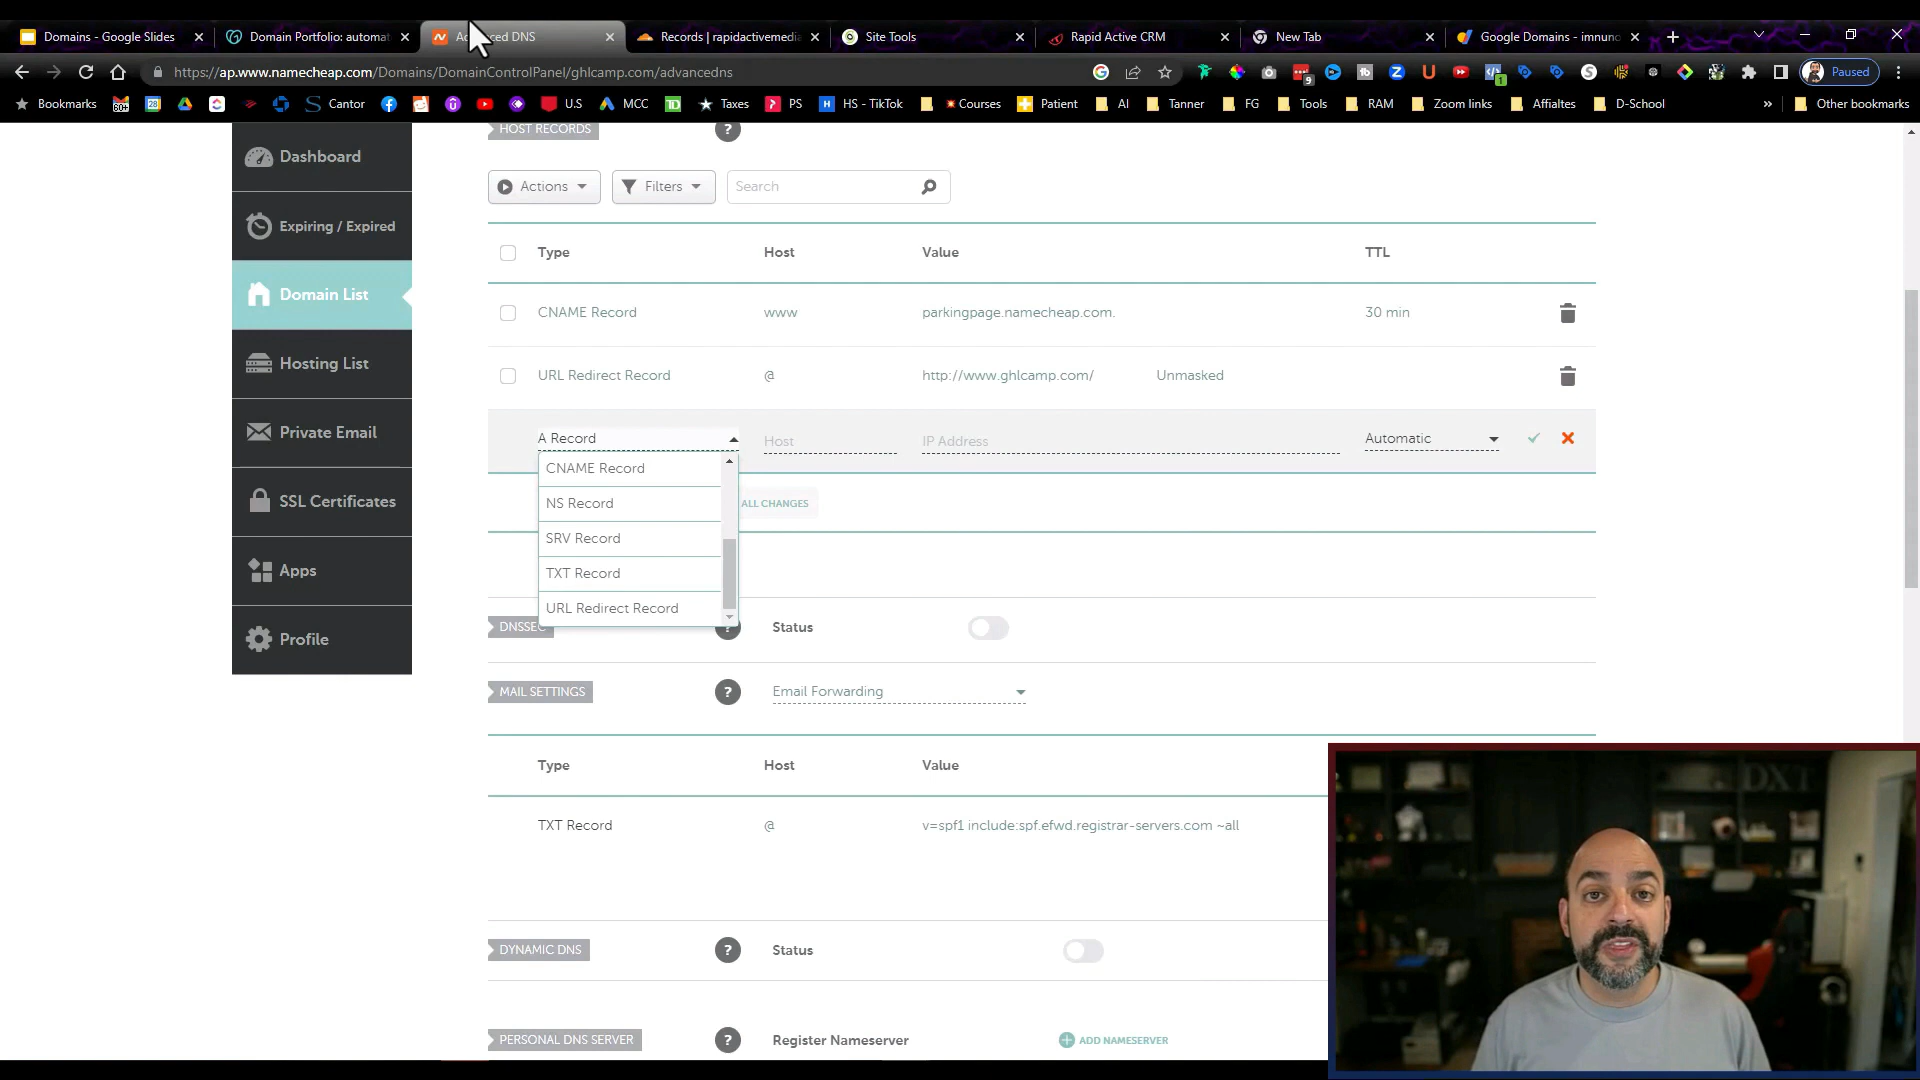 Domains - Google Slides
Domain Portfolio: automat
Advanced DNS
Records | rapidactivemedia
Site Tools
Rapid Active CRM
New Tab
Google Domains - imnunc
https://ap.www.namecheap.com/Domains/DomainControlPanel/ghlcamp.com/advanceddns
Paused
Bookmarks
Cantor
U.S
MCC
Taxes
PS
HS - TikTok
Courses
Patient
AI
Tanner
FG
Tools
RAM
Zoom links
Affialtes
D-School
»
Other bookmarks
HOST RECORDS
?
Dashboard
Expiring / Expired
Domain List
Hosting List
Private Email
SSL Certificates
Apps
Profile
Actions
Filters
Search
Type Host Value TTL
CNAME Record www parkingpage.namecheap.com. 30 min
URL Redirect Record @ http://www.ghlcamp.com/ Unmasked
A Record Host IP Address Automatic
CNAME Record
NS Record
SRV Record
TXT Record
URL Redirect Record
ALL CHANGES
DNSSEC ? Status
MAIL SETTINGS ? Email Forwarding
Type Host Value
TXT Record @ v=spf1 include:spf.efwd.registrar-servers.com ~all
DYNAMIC DNS ? Status
PERSONAL DNS SERVER ? Register Nameserver ADD NAMESERVER
DXT